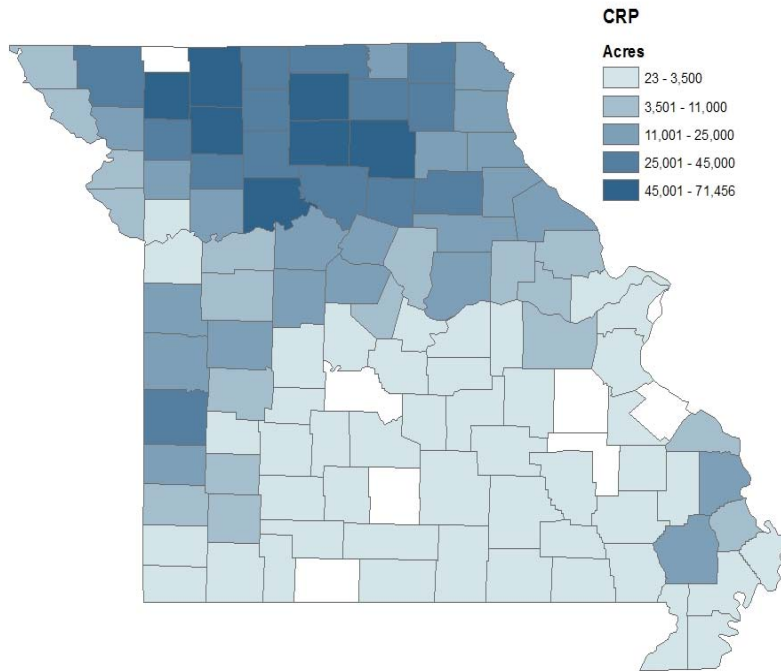 CRP
Acres
23 - 3,500
3,501 - 11,000
11,001 - 25,000
25,001 - 45,000
45,001 - 71,456